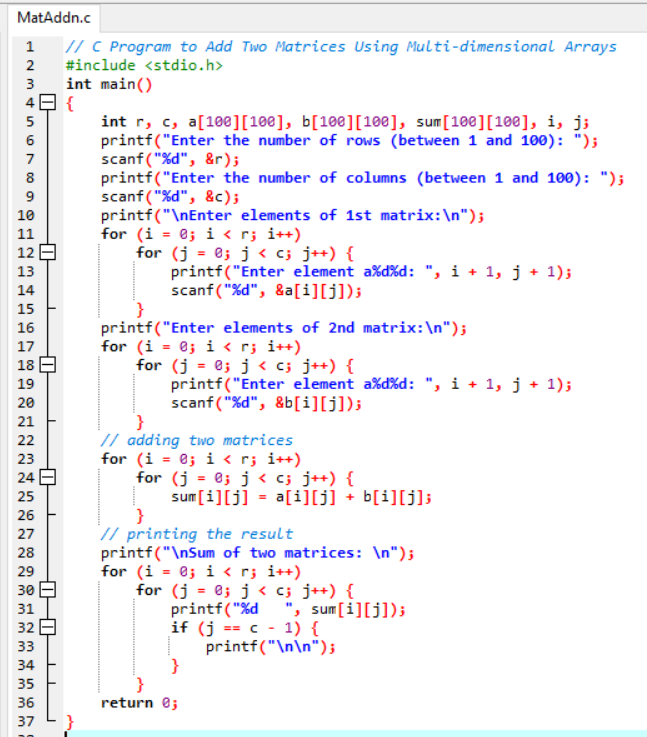 MatAddn.c
1 // C Program to Add Two Matrices Using Multi-dimensional Arrays
2 #include <stdio.h>
3 int main()
4 {
5 int r, c, a[100][100], b[100][100], sum[100][100], i, j;
6 printf("Enter the number of rows (between 1 and 100): ");
7 scanf("%d", &r);
8 printf("Enter the number of columns (between 1 and 100): ");
9 scanf("%d", &c);
10 printf("\nEnter elements of 1st matrix:\n");
11 for (i = 0; i < r; i++)
12 for (j = 0; j < c; j++) {
13 printf("Enter element a%d%d: ", i + 1, j + 1);
14 scanf("%d", &a[i][j]);
15 }
16 printf("Enter elements of 2nd matrix:\n");
17 for (i = 0; i < r; i++)
18 for (j = 0; j < c; j++) {
19 printf("Enter element a%d%d: ", i + 1, j + 1);
20 scanf("%d", &b[i][j]);
21 }
22 // adding two matrices
23 for (i = 0; i < r; i++)
24 for (j = 0; j < c; j++) {
25 sum[i][j] = a[i][j] + b[i][j];
26 }
27 // printing the result
28 printf("\nSum of two matrices: \n");
29 for (i = 0; i < r; i++)
30 for (j = 0; j < c; j++) {
31 printf("%d   ", sum[i][j]);
32 if (j == c - 1) {
33 printf("\n\n");
34 }
35 }
36 return 0;
37 }